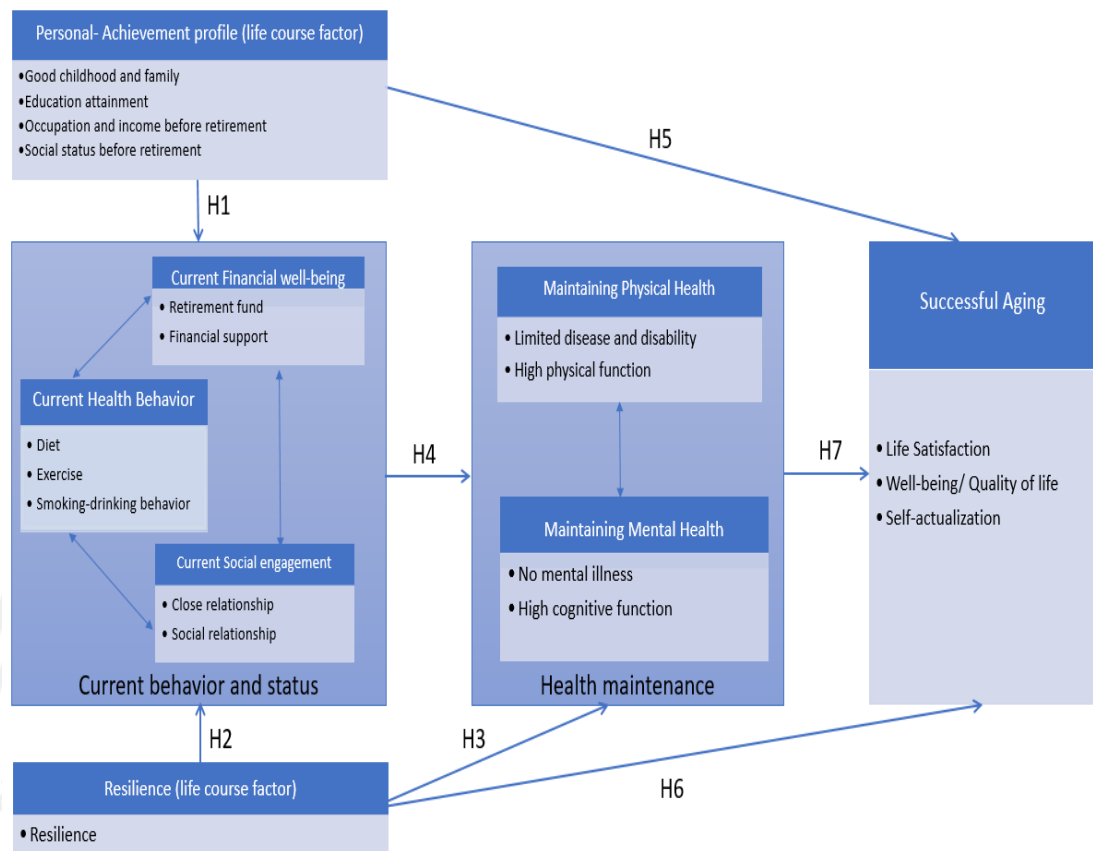 Personal- Achievement profile (life course factor)
•Good childhood and family
•Education attainment
•Occupation and income before retirement
•Social status before retirement
H5
H1
Current Financial well-being
• Retirement fund
• Financial support
Current Health Behavior
• Diet
• Exercise
• Smoking-drinking behavior
Current Social engagement
• Close relationship
• Social relationship
Current behavior and status
H4
Maintaining Physical Health
• Limited disease and disability
• High physical function
Maintaining Mental Health
• No mental illness
• High cognitive function
Health maintenance
H7
Successful Aging
• Life Satisfaction
• Well-being/ Quality of life
• Self-actualization
H2
H3
H6
Resilience (life course factor)
• Resilience